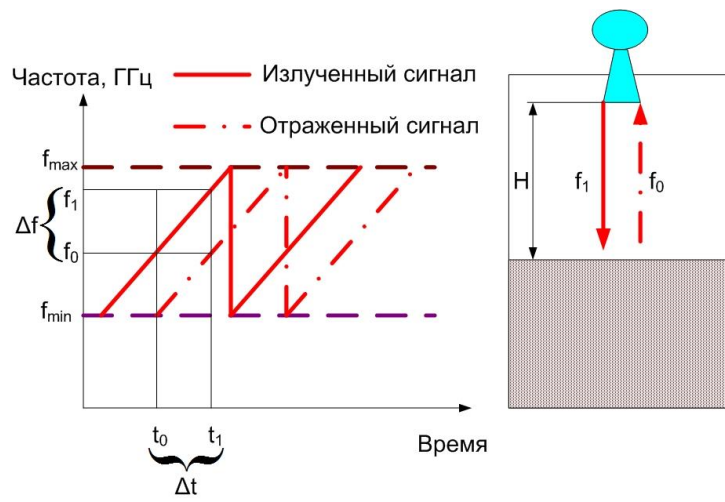 Частота, ГГц
Излученный сигнал
Отраженный сигнал
fmax
f1
Δf
f0
fmin
t0
t1
Δt
Время
H
f1
f0